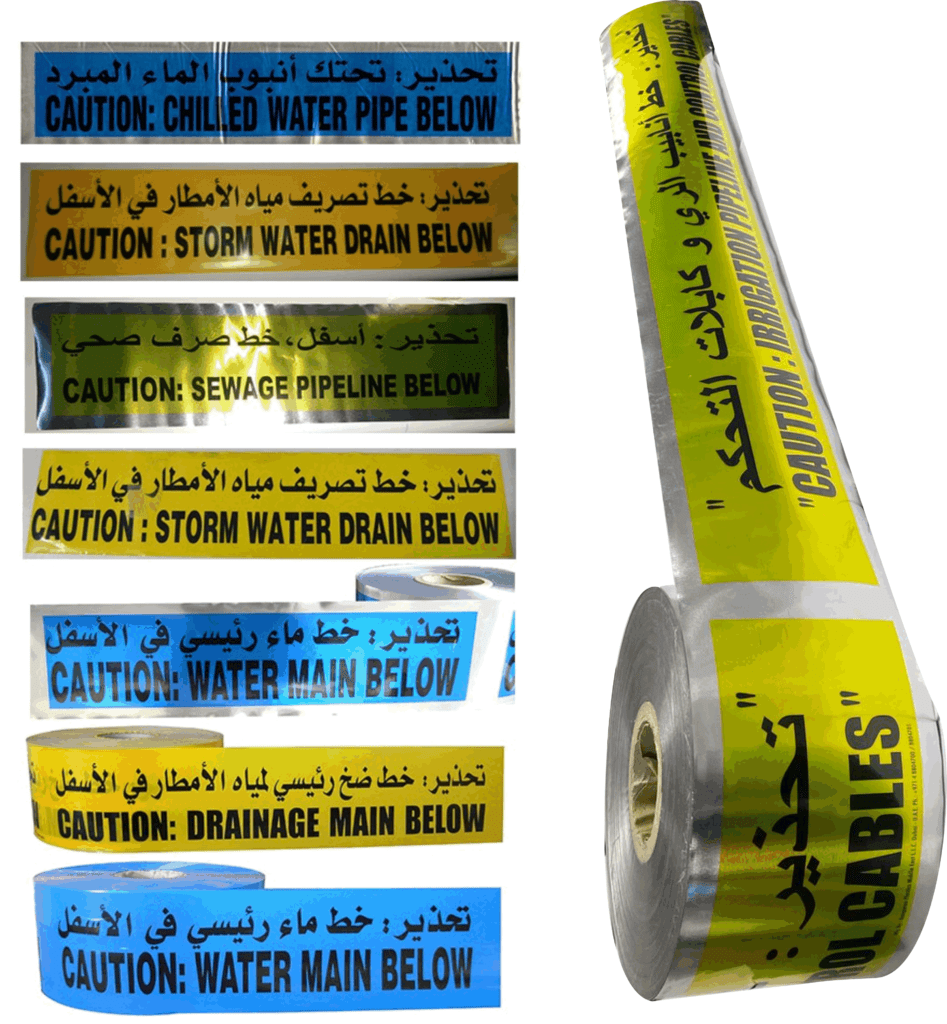 تحذير: تحتك أنبوب الماء المبرد
CAUTION: CHILLED WATER PIPE BELOW
تحذير: خط تصريف مياه الأمطار في الأسفل
CAUTION : STORM WATER DRAIN BELOW
تحذير : أسفل، خط صرف صحي
CAUTION: SEWAGE PIPELINE BELOW
تحذير: خط تصريف مياه الأمطار في الأسفل
CAUTION : STORM WATER DRAIN BELOW
تحذير: خط ماء رئيسي في الأسفل
CAUTION: WATER MAIN BELOW
تحذير: خط ضخ رئيسي لمياه الأمطار في الأسفل
CAUTION: DRAINAGE MAIN BELOW
تحذير: خط ماء رئيسي في الأسفل
CAUTION: WATER MAIN BELOW
تحذير: خط أنابيب الري و كابلات التحكم "
"CAUTION : IRRIGATION PIPELINE AND CONTROL CABLES"
"تحذير :
ROL CABLES"